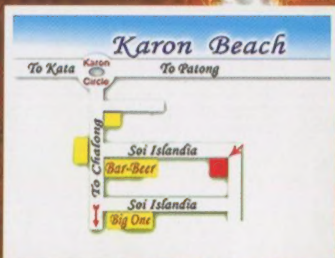 Karon Beach
To Kata
Karon
Circle
To Patong
To Chalong
Soi Islandia
Bar-Beer
Soi Islandia
Big One